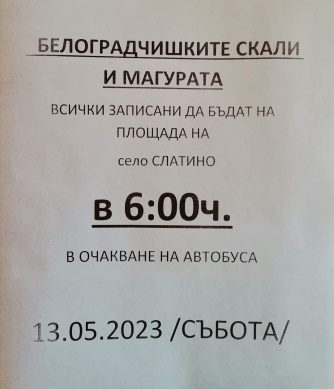 БЕЛОГРАДЧИШКИТЕ СКАЛИ
И МАГУРАТА
ВСИЧКИ ЗАПИСАНИ ДА БЪДАТ НА
ПЛОЩАДА НА
село СЛАТИНО
в 6:00ч.
В ОЧАКВАНЕ НА АВТОБУСА
13.05.2023 /СЪБОТА/